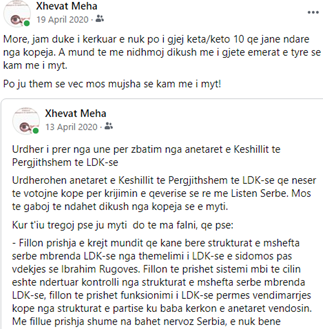 Xhevat Meha
19 April 2020 ·
More, jam duke i kerkuar e nuk po i gjej keta/keto 10 qe jane ndare
nga kopeja. A mund te me nidhmoj dikush me i gjete emerat e tyre se
kam me i myt.
Po ju them se vec mos mujsha se kam me i myt!
Xhevat Meha
13 April 2020 ·
Urdher i prer nga une per zbatim nga anetaret e Keshillit te
Pergjithshem te LDK-se
Urdherohen anetaret e Keshillit te Pergjithshem te LDK-se qe neser
te votojne kope per krijimin e qeverise se re me Listen Serbe. Mos
te gaboj te ndahet dikush nga kopeja se e myti.
Kur t'iu tregoj pse ju myti do te ma falni, qe pse:
- Fillon prishja e krejt mundit qe kane bere strukturat e mshefta
serbe mbrenda LDK-se nga themelimi i LDK-se e sidomos pas
vdekjes se Ibrahim Rugoves. Fillon te prishet sistemi mbi te cilin
eshte ndertuar kontrolli nga strukturat e mshefta serbe mbrenda
LDK-se, fillon te prishet funksionimi i LDK-se permes vendimarrjes
kope nga strukturat e partise ku baba kerkon e anetaret vendosin.
Me fillue prishja shume na bahet nervoz Serbia, e nuk bene